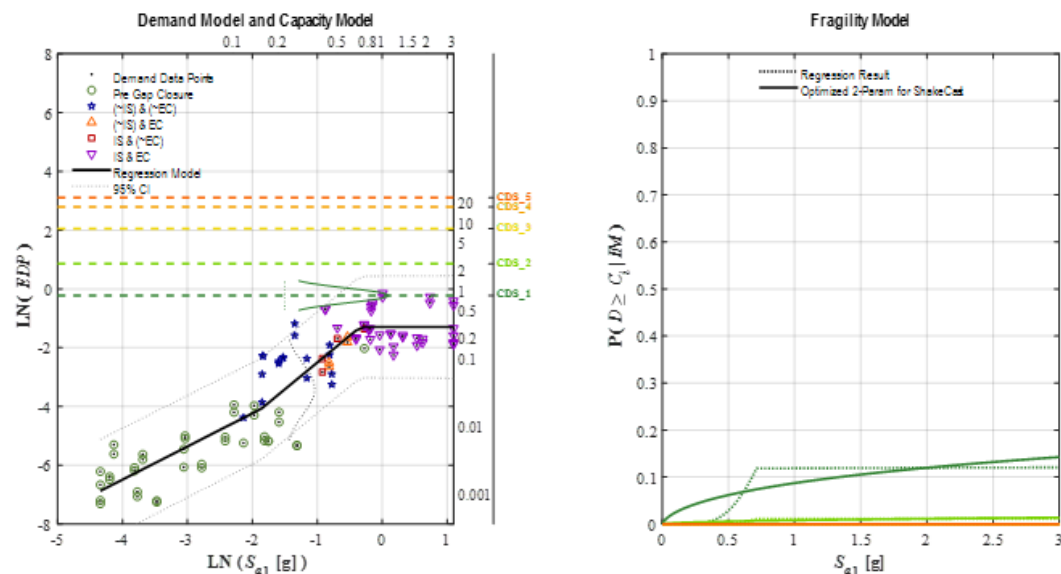 Demand Model and Capacity Model
0.1 0.2 0.5 0.8 1 1.5 2 3
8
6
4
2
0
-2
-4
-6
-8
LN(EDP)
Demand Data Points
Pre Gap Closure
(~IS) & (~EC)
(~IS) & EC
IS & (~EC)
IS & EC
Regression Model
95% CI
20
10
5
2
1
0.5
0.2
0.1
0.01
0.001
CDS_5
CDS_4
CDS_3
CDS_2
CDS_1
-5 -4 -3 -2 -1 0 1
LN(Sa1 [g])
Fragility Model
1
0.9
0.8
0.7
0.6
0.5
0.4
0.3
0.2
0.1
0
P(D ≥ Ci | IM)
Regression Result
Optimized 2-Param for ShakeCast
0 0.5 1 1.5 2 2.5 3
Sa1 [g]